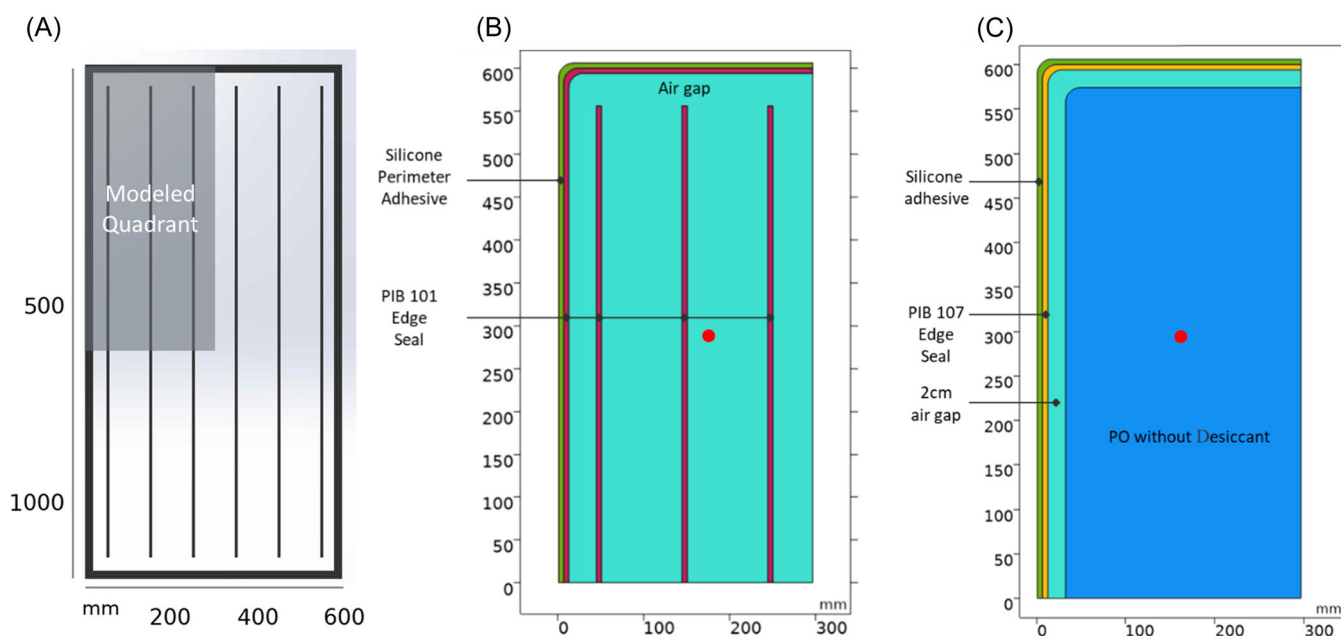 (A)
Modeled
Quadrant
500
1000
mm
200
400
600
(B)
600
550
500
450
400
350
300
250
200
150
100
50
0
Air gap
Silicone
Perimeter
Adhesive
PIB 101
Edge
Seal
mm
0
100
200
300
(C)
600
550
500
450
400
350
300
250
200
150
100
50
0
Silicone
adhesive
PIB 107
Edge
Seal
2cm
air gap
PO without Desiccant
mm
0
100
200
300